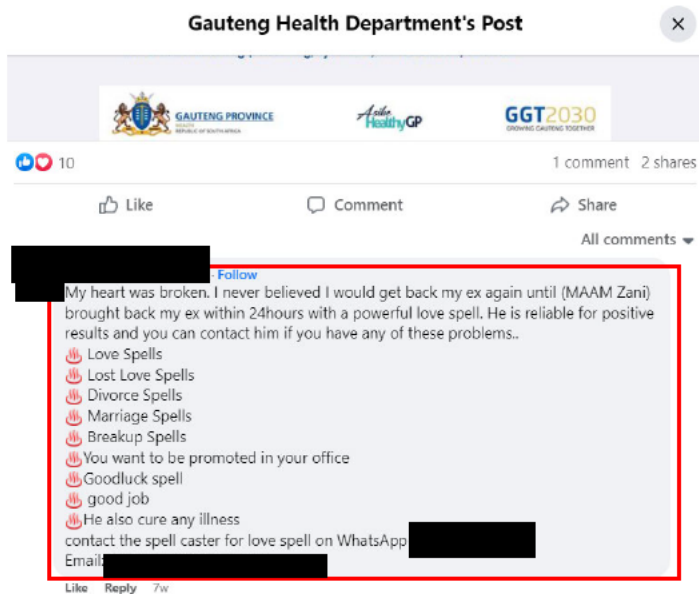 Gauteng Health Department's Post
GAUTENG PROVINCE
HEALTH
REPUBLIC OF SOUTH AFRICA
HealthyGP
GGT2030
GROWING GAUTENG TOGETHER
10
1 comment 2 shares
Like Comment Share
All comments
· Follow
My heart was broken. I never believed I would get back my ex again until (MAAM Zani)
brought back my ex within 24hours with a powerful love spell. He is reliable for positive
results and you can contact him if you have any of these problems..
♨️ Love Spells
♨️ Lost Love Spells
♨️ Divorce Spells
♨️ Marriage Spells
♨️ Breakup Spells
♨️You want to be promoted in your office
♨️Goodluck spell
♨️ good job
♨️He also cure any illness
contact the spell caster for love spell on WhatsApp
Email:
Like Reply 7w